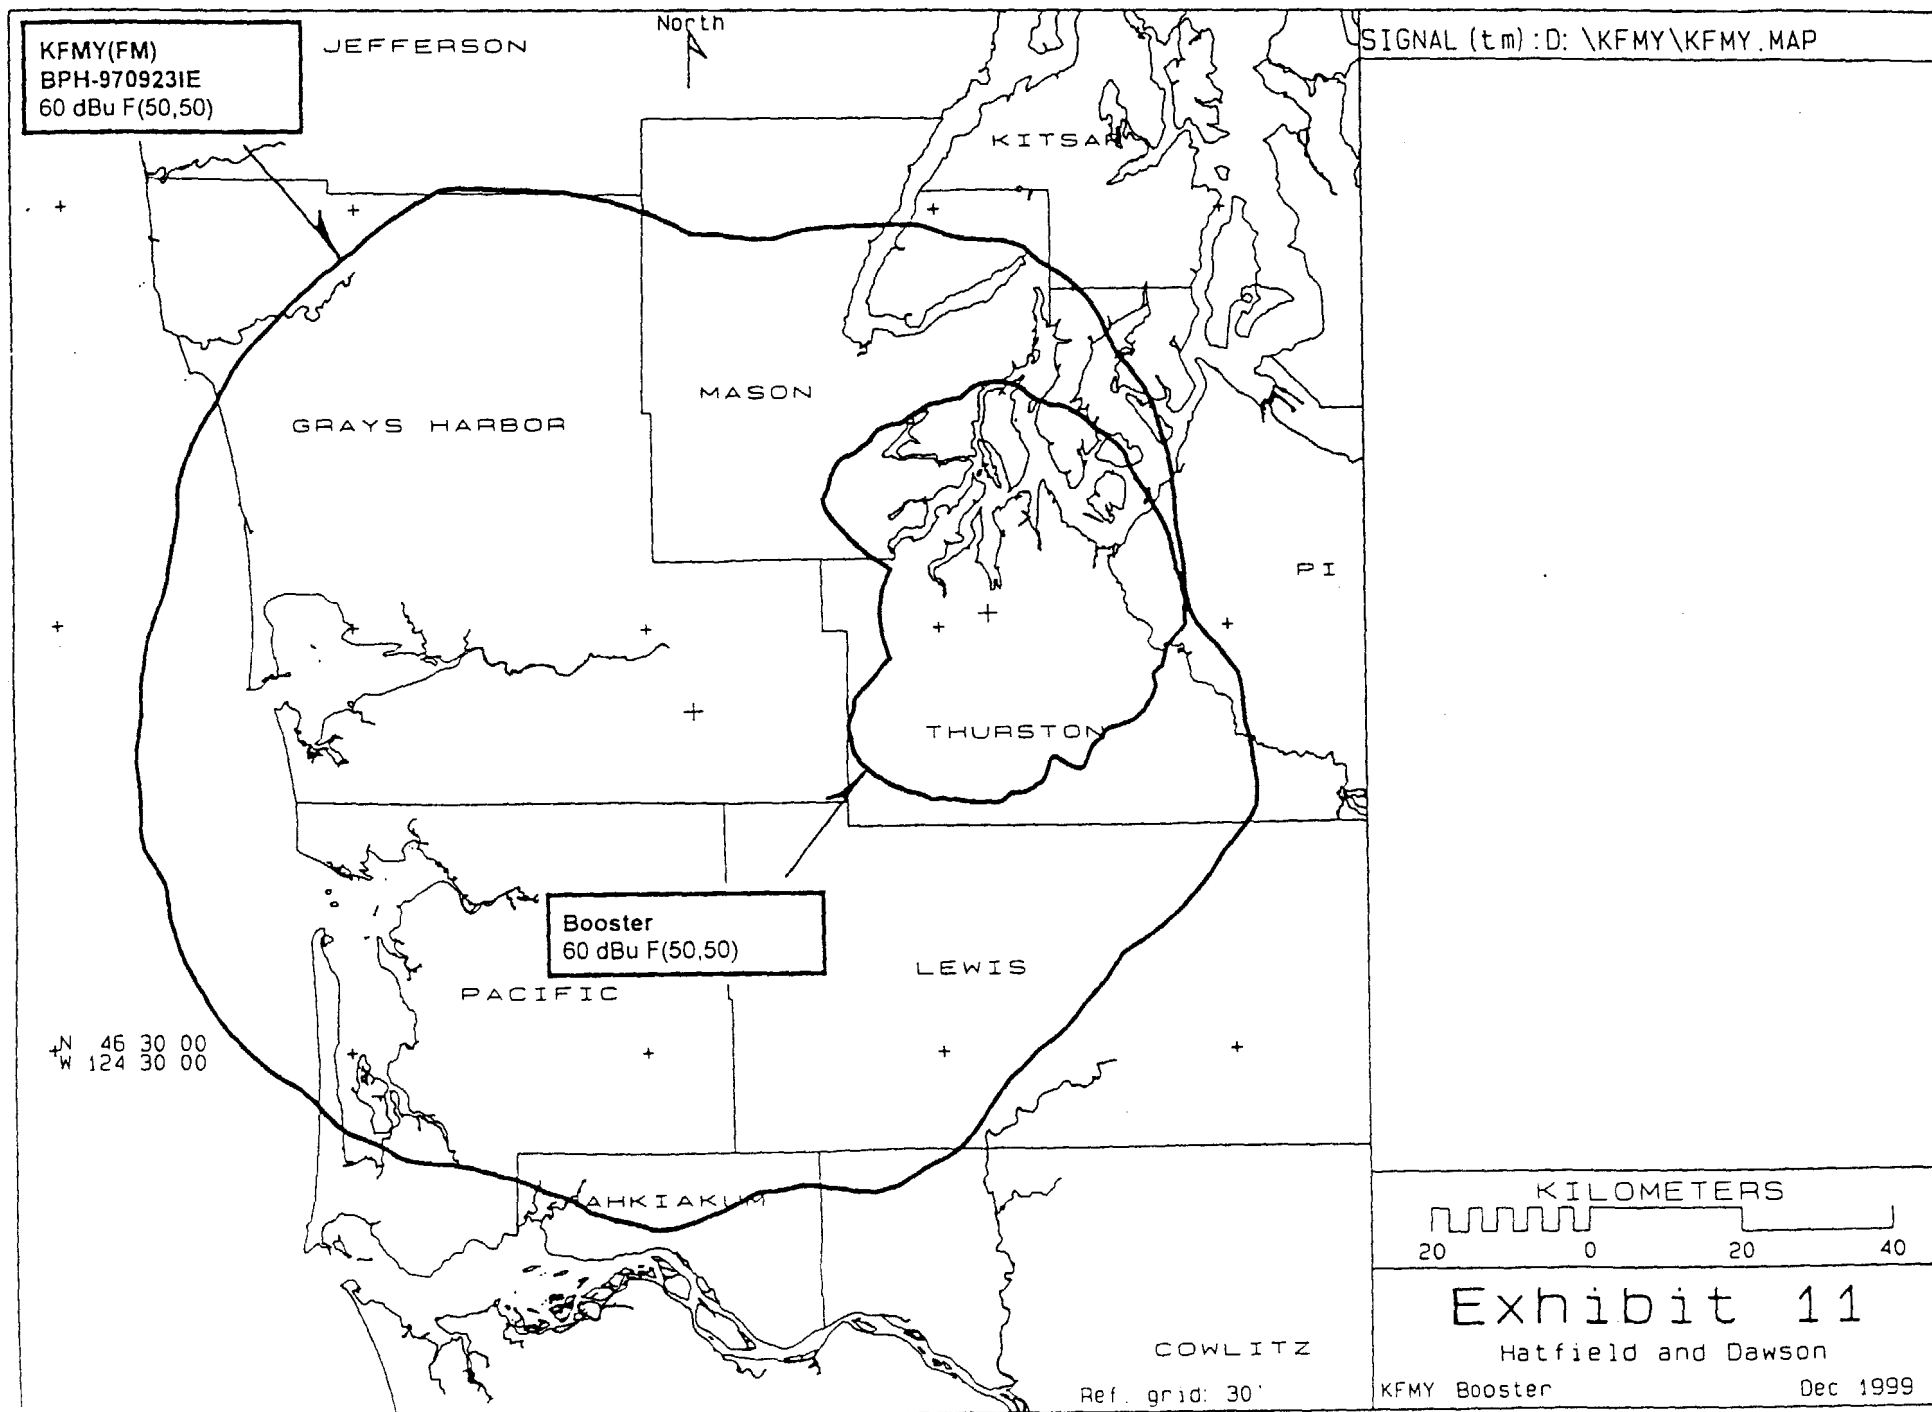 KFMY(FM)
BPH-970923IE
60 dBu F(50,50)
JEFFERSON
North
SIGNAL (tm) : D: \KFMY\KFMY.MAP
KITSAP
MASON
GRAYS HARBOR
PI
THURSTON
Booster
60 dBu F(50,50)
LEWIS
PACIFIC
N 46 30 00
W 124 30 00
AHKIAKUM
KILOMETERS
20 0 20 40
Exhibit 11
Hatfield and Dawson
COWLITZ
Ref. grid: 30'
KFMY Booster Dec 1999